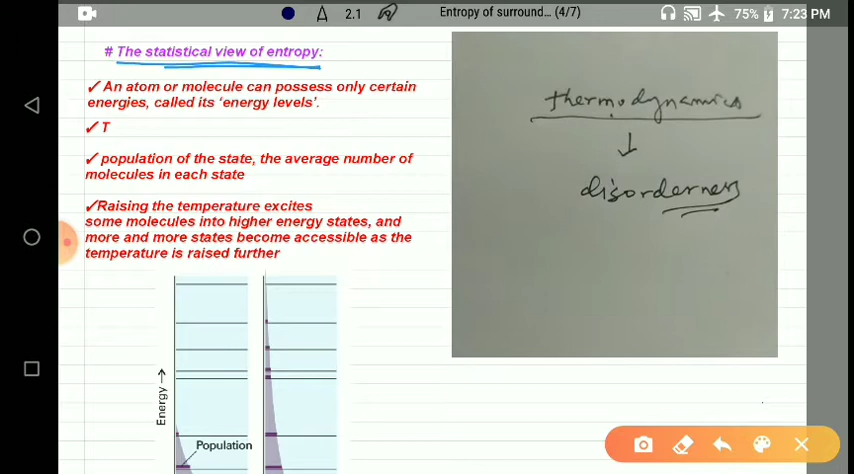 2.1
Entropy of surround... (4/7)
75%
7:23 PM
# The statistical view of entropy:
✓ An atom or molecule can possess only certain
energies, called its ‘energy levels’.
✓ T
✓ population of the state, the average number of
molecules in each state
✓Raising the temperature excites
some molecules into higher energy states, and
more and more states become accessible as the
temperature is raised further
Energy →
Population
thermodynamics
↓
disorderness